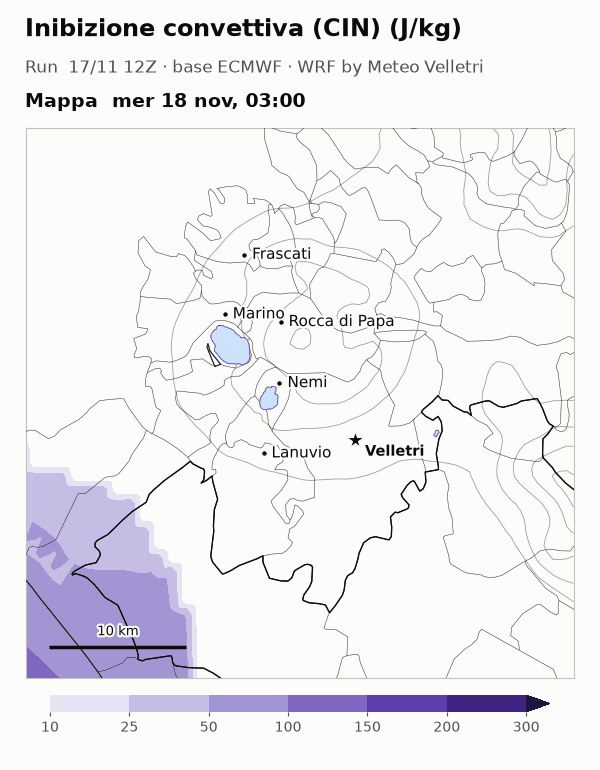 Inibizione convettiva (CIN) (J/kg)
Run  17/11 12Z · base ECMWF · WRF by Meteo Velletri
Mappa  mer 18 nov, 03:00
Frascati
Marino
Rocca di Papa
Nemi
Velletri
Lanuvio
10 km
10 25 50 100 150 200 300